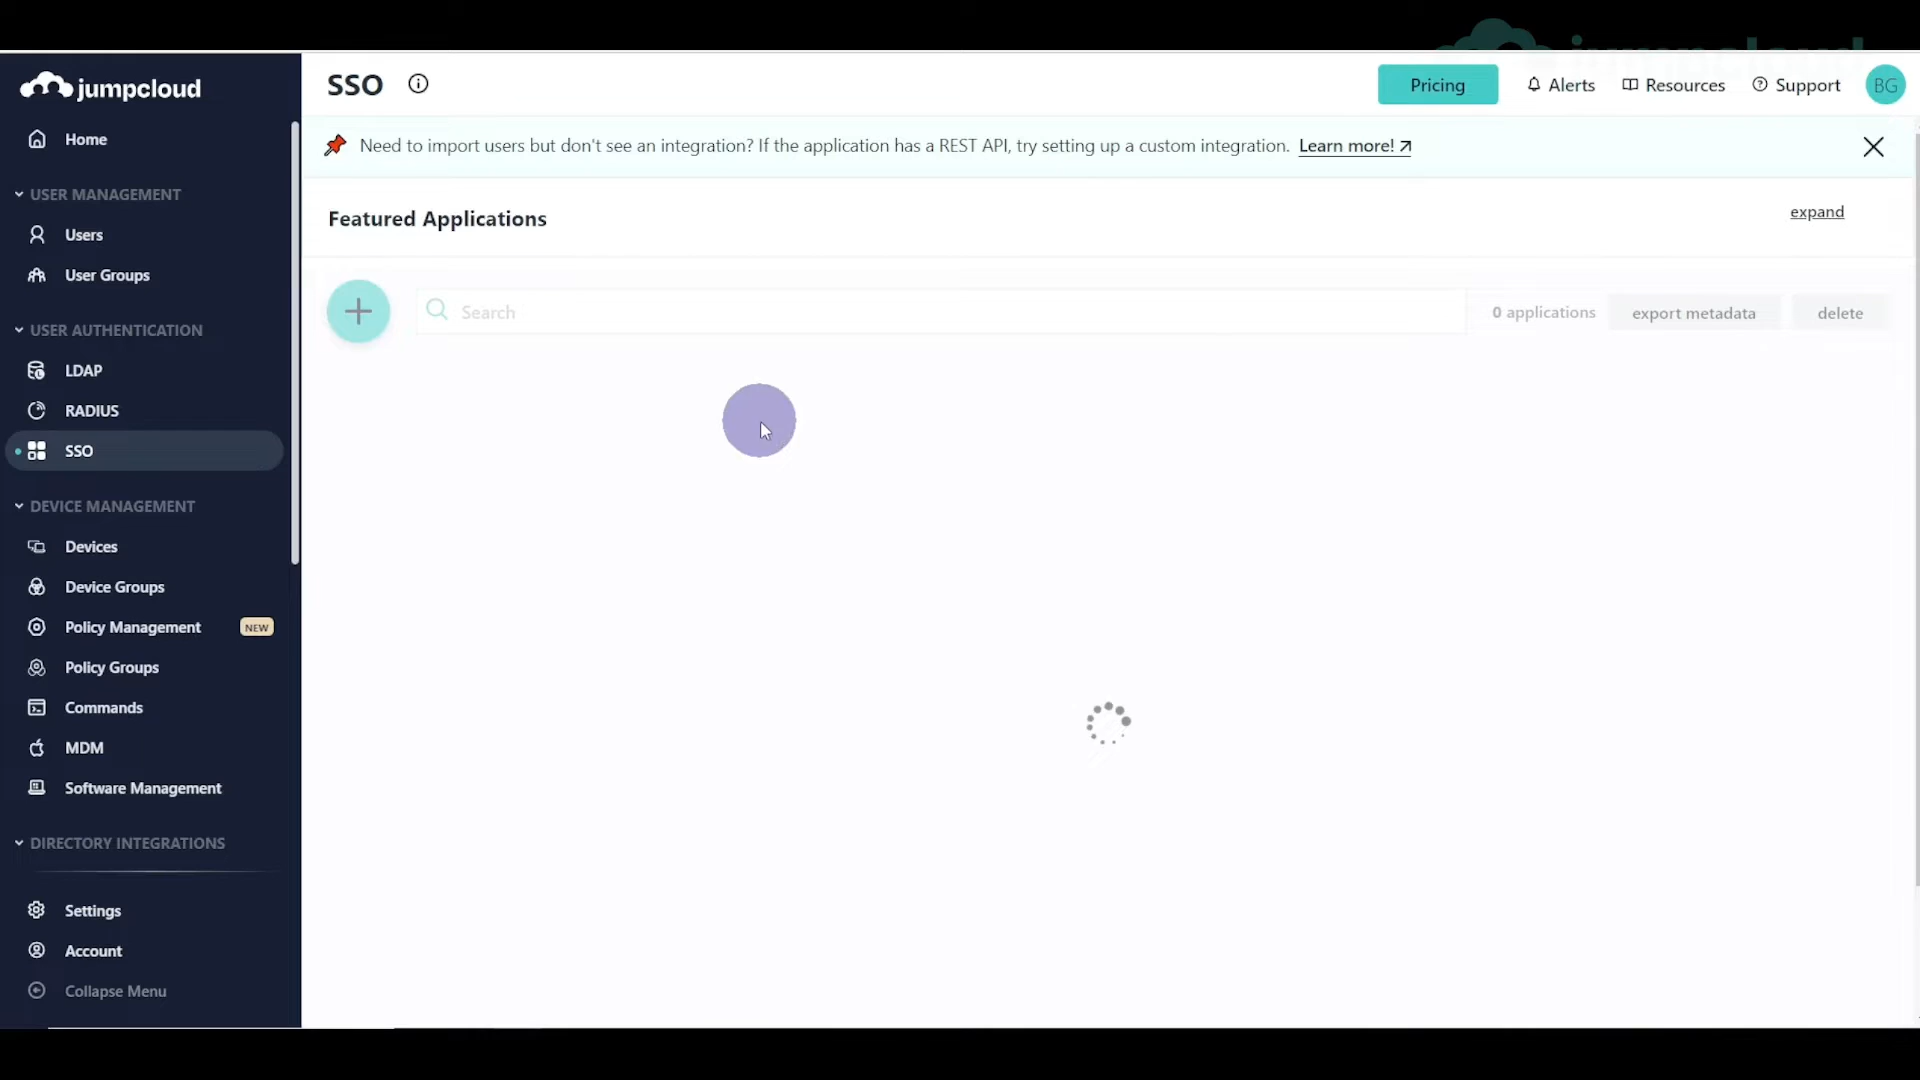 jumpcloud
jumpcloud
Home
USER MANAGEMENT
Users
User Groups
USER AUTHENTICATION
LDAP
RADIUS
SSO
DEVICE MANAGEMENT
Devices
Device Groups
Policy Management NEW
Policy Groups
Commands
MDM
Software Management
DIRECTORY INTEGRATIONS
Settings
Account
Collapse Menu
SSO
Pricing
Alerts
Resources
Support
BG
Need to import users but don't see an integration? If the application has a REST API, try setting up a custom integration. Learn more!
Featured Applications
expand
Search
0 applications
export metadata
delete